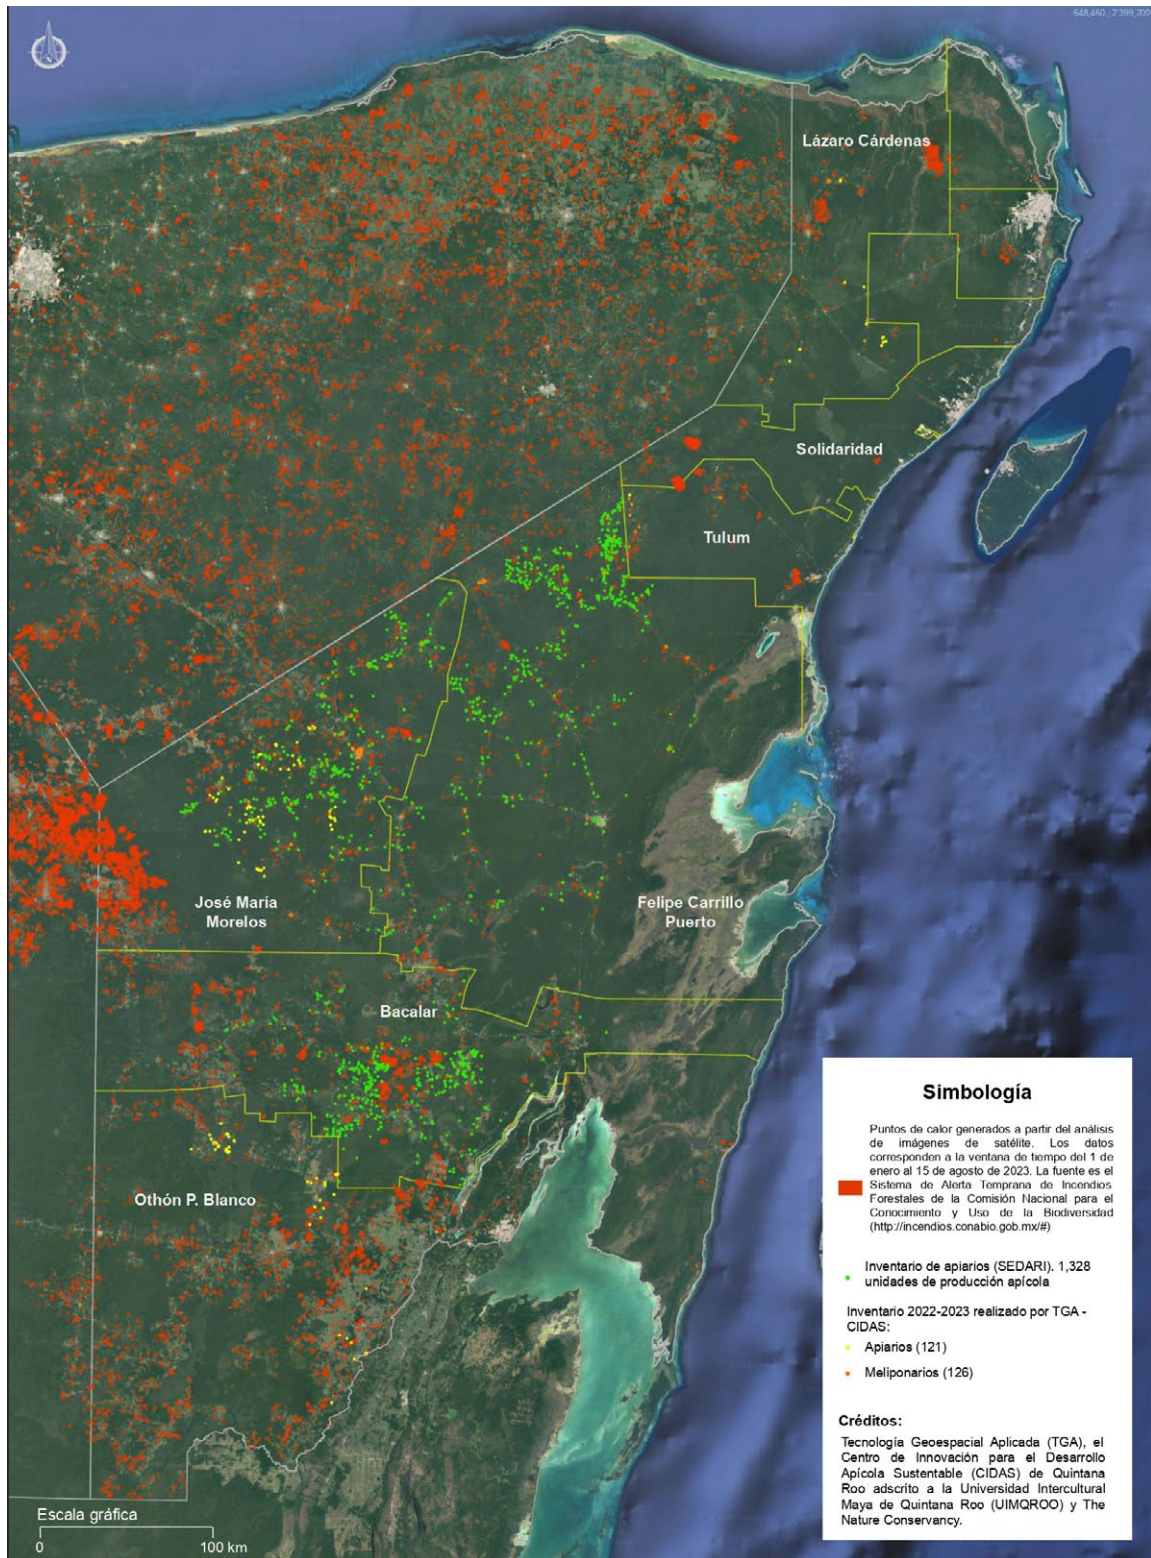 548,450 ; 2'399,200
Lázaro Cárdenas
Solidaridad
Tulum
José María
Morelos
Felipe Carrillo
Puerto
Bacalar
Othón P. Blanco
Escala gráfica
0 100 km
Simbología
Puntos de calor generados a partir del análisis
de imágenes de satélite. Los datos
corresponden a la ventana de tiempo del 1 de
enero al 15 de agosto de 2023. La fuente es el
Sistema de Alerta Temprana de Incendios
Forestales de la Comisión Nacional para el
Conocimiento y Uso de la Biodiversidad
(http://incendios.conabio.gob.mx/#)
Inventario de apiarios (SEDARI). 1,328
unidades de producción apícola
Inventario 2022-2023 realizado por TGA -
CIDAS:
Apiarios (121)
Meliponarios (126)
Créditos:
Tecnología Geoespacial Aplicada (TGA), el
Centro de Innovación para el Desarrollo
Apícola Sustentable (CIDAS) de Quintana
Roo adscrito a la Universidad Intercultural
Maya de Quintana Roo (UIMQROO) y The
Nature Conservancy.